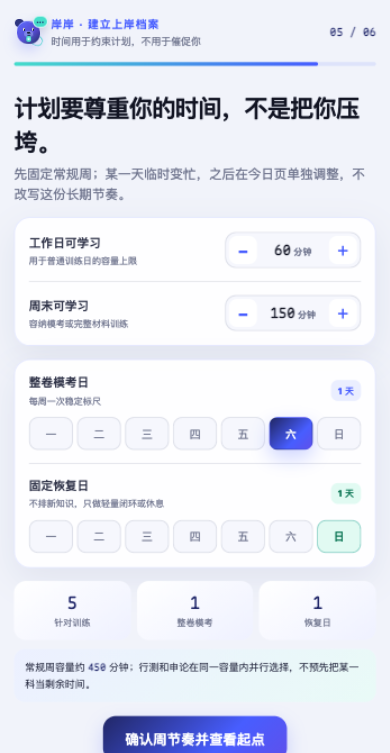 岸岸 · 建立上岸档案
时间用于约束计划，不用于催促你
05 / 06
计划要尊重你的时间，不是把你压
垮。
先固定常规周；某一天临时变忙，之后在今日页单独调整，不
改写这份长期节奏。
工作日可学习
用于普通训练日的容量上限
− 60 分钟 +
周末可学习
容纳模考或完整材料训练
− 150 分钟 +
整卷模考日
每周一次稳定标尺
1 天
一 二 三 四 五 六 日
固定恢复日
不排新知识，只做轻量闭环或休息
1 天
一 二 三 四 五 六 日
5 1 1
针对训练 整卷模考 恢复日
常规周容量约 450 分钟；行测和申论在同一容量内并行选择，不预先把某一
科当剩余时间。
确认周节奏并查看起点